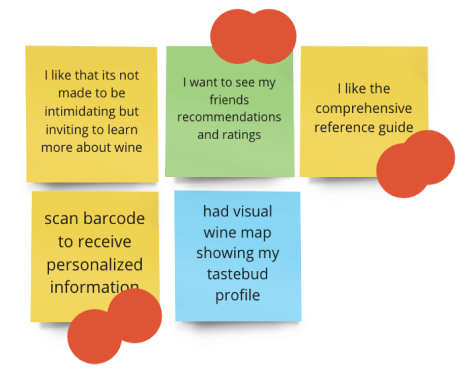 I like that its not
made to be
intimidating but
inviting to learn
more about wine
I want to see my
friends
recommendations
and ratings
I like the
comprehensive
reference guide
scan barcode
to receive
personalized
information
had visual
wine map
showing my
tastebud
profile